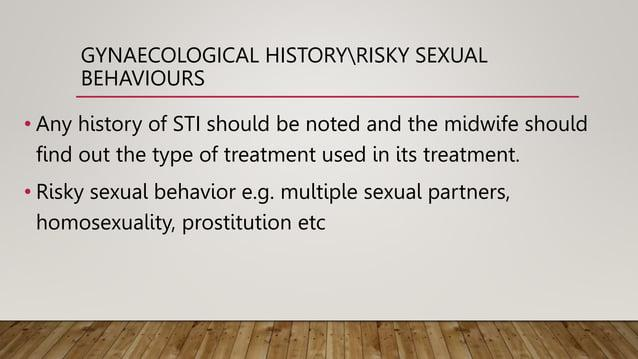 GYNAECOLOGICAL HISTORY\RISKY SEXUAL
BEHAVIOURS
• Any history of STI should be noted and the midwife should
find out the type of treatment used in its treatment.
• Risky sexual behavior e.g. multiple sexual partners,
homosexuality, prostitution etc